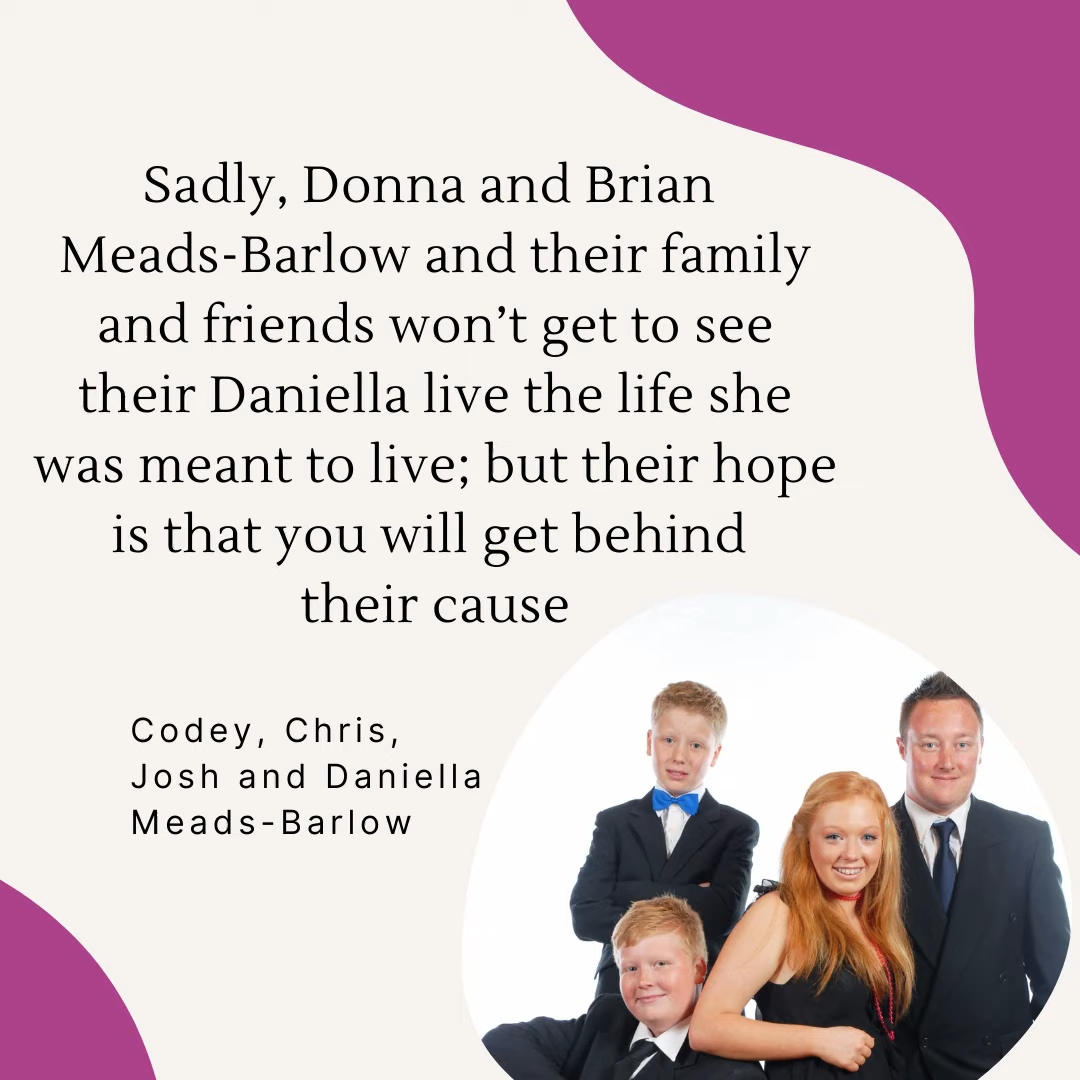 Sadly, Donna and Brian
Meads-Barlow and their family
and friends won’t get to see
their Daniella live the life she
was meant to live; but their hope
is that you will get behind
their cause
Codey, Chris,
Josh and Daniella
Meads-Barlow